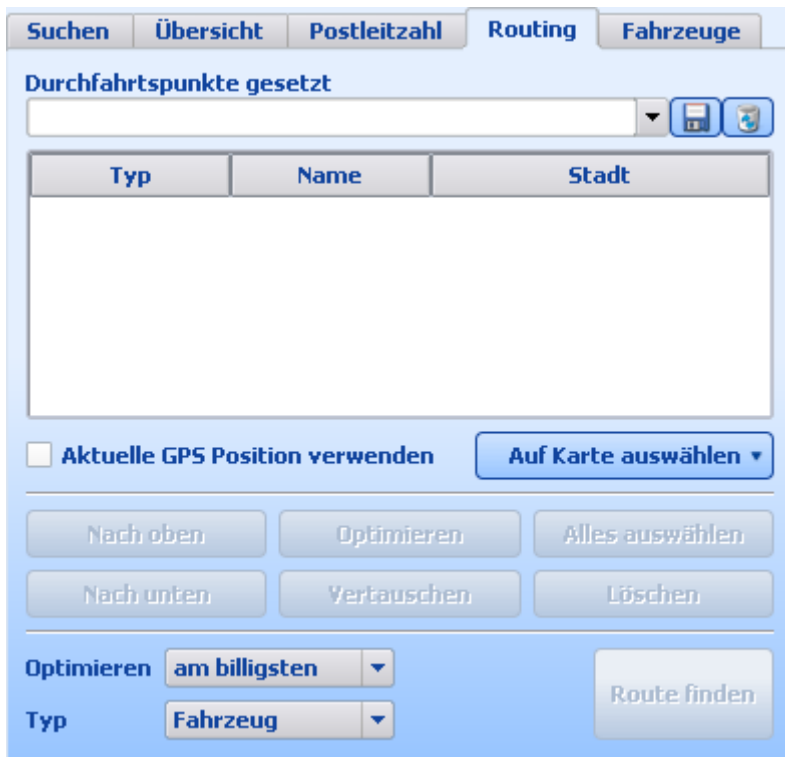 Suchen Übersicht Postleitzahl Routing Fahrzeuge
Durchfahrtspunkte gesetzt
Typ Name Stadt
Aktuelle GPS Position verwenden Auf Karte auswählen
Nach oben Optimieren Alles auswählen
Nach unten Vertauschen Löschen
Optimieren am billigsten
Route finden
Typ Fahrzeug